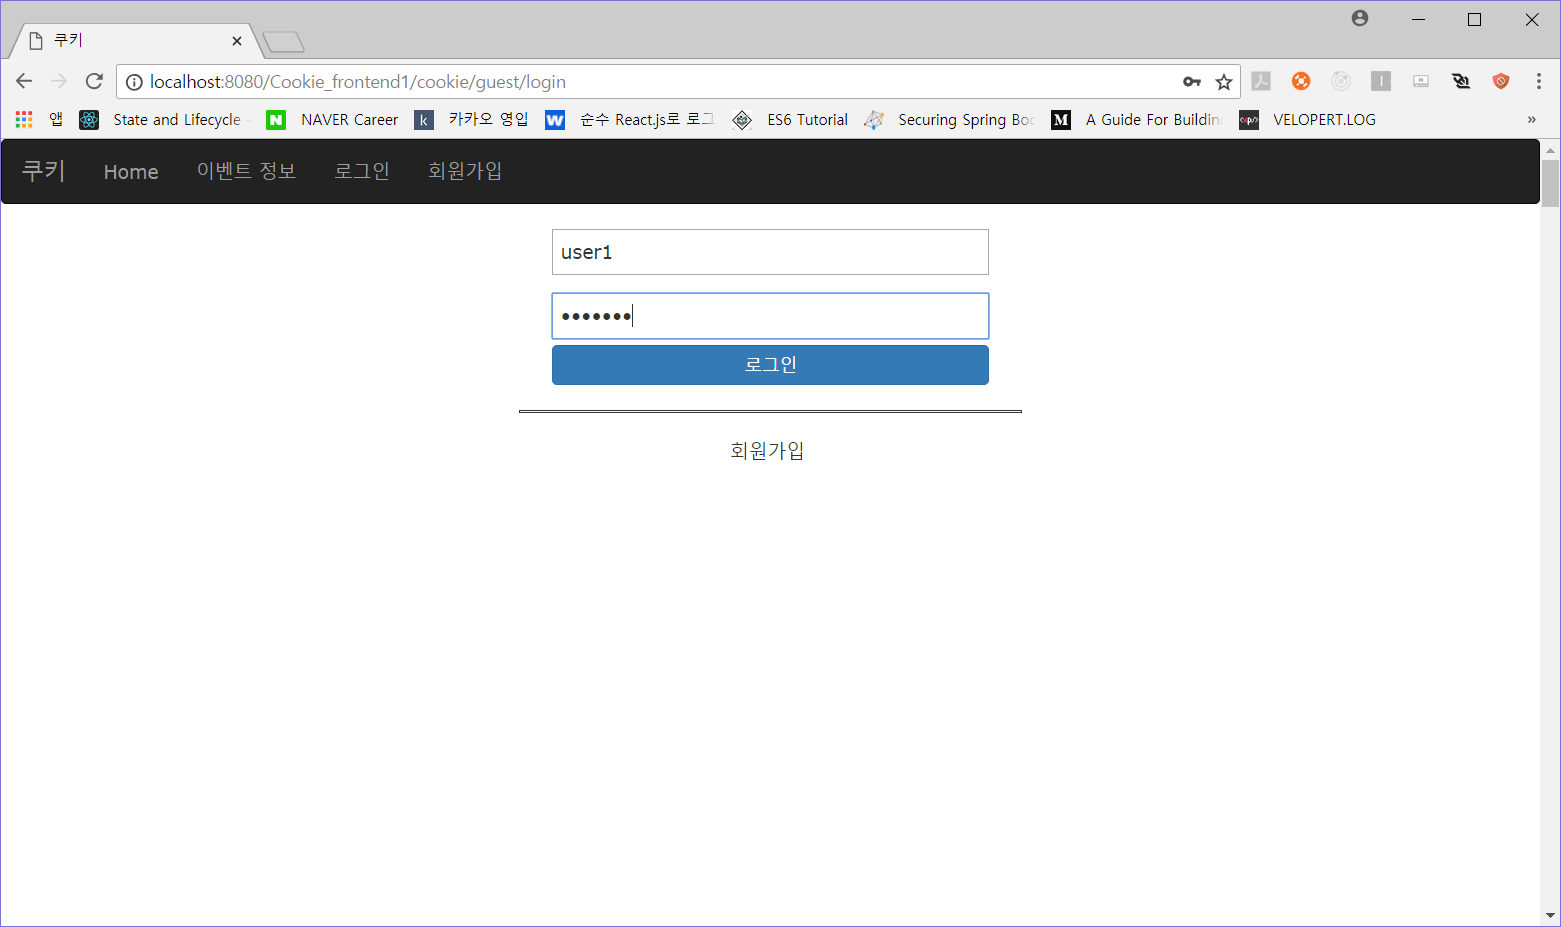 쿠키
localhost:8080/Cookie_frontend1/cookie/guest/login
앱 State and Lifecycle NAVER Career k 카카오 영입 W 순수 React.js로 로그 ES6 Tutorial Securing Spring Boo M A Guide For Building VELOPERT.LOG »
쿠키 Home 이벤트 정보 로그인 회원가입
user1
•••••••
로그인
회원가입